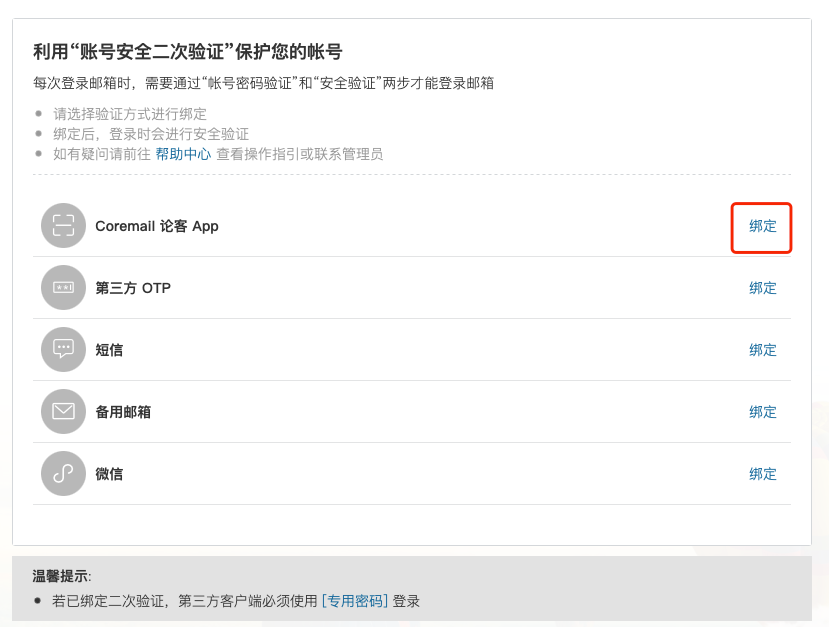 利用“账号安全二次验证”保护您的帐号
每次登录邮箱时，需要通过“帐号密码验证”和“安全验证”两步才能登录邮箱
请选择验证方式进行绑定
绑定后，登录时会进行安全验证
如有疑问请前往 帮助中心 查看操作指引或联系管理员
Coremail 论客 App 绑定
第三方 OTP 绑定
短信 绑定
备用邮箱 绑定
微信 绑定
温馨提示:
若已绑定二次验证，第三方客户端必须使用 [专用密码] 登录